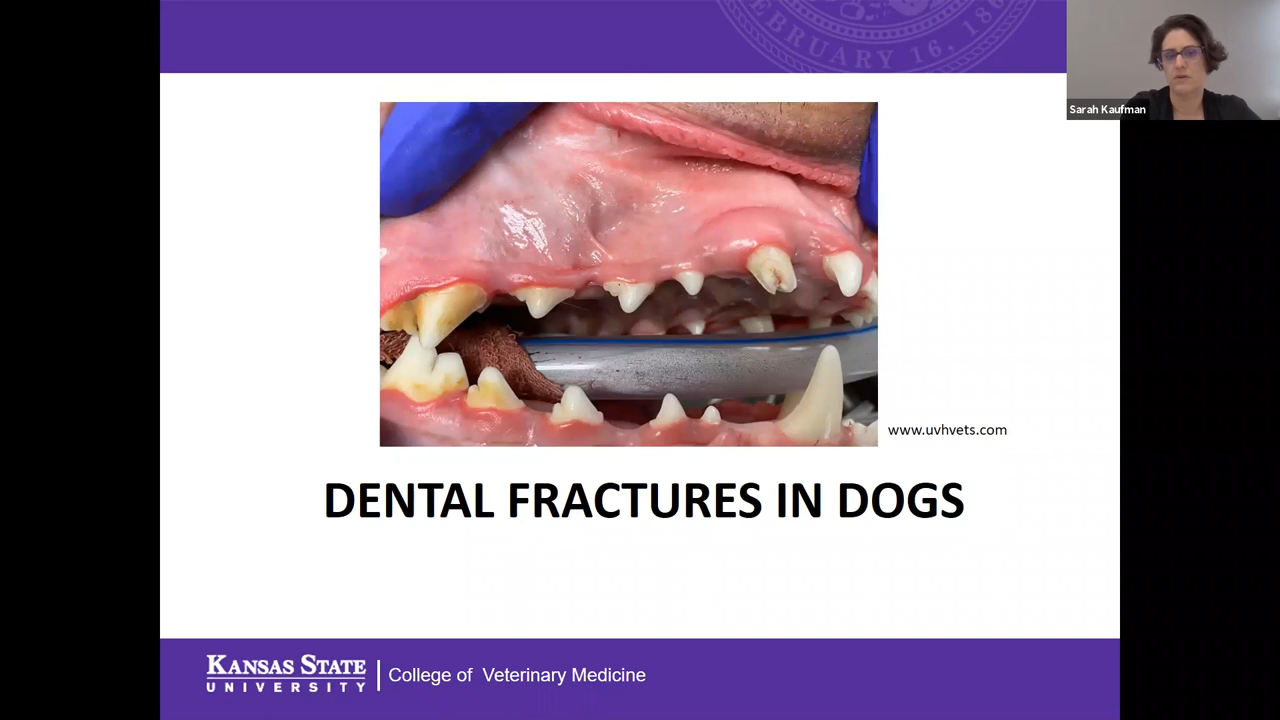 FEBRUARY 16, 186
Sarah Kaufman
www.uvhvets.com
DENTAL FRACTURES IN DOGS
KANSAS STATE
UNIVERSITY
College of Veterinary Medicine